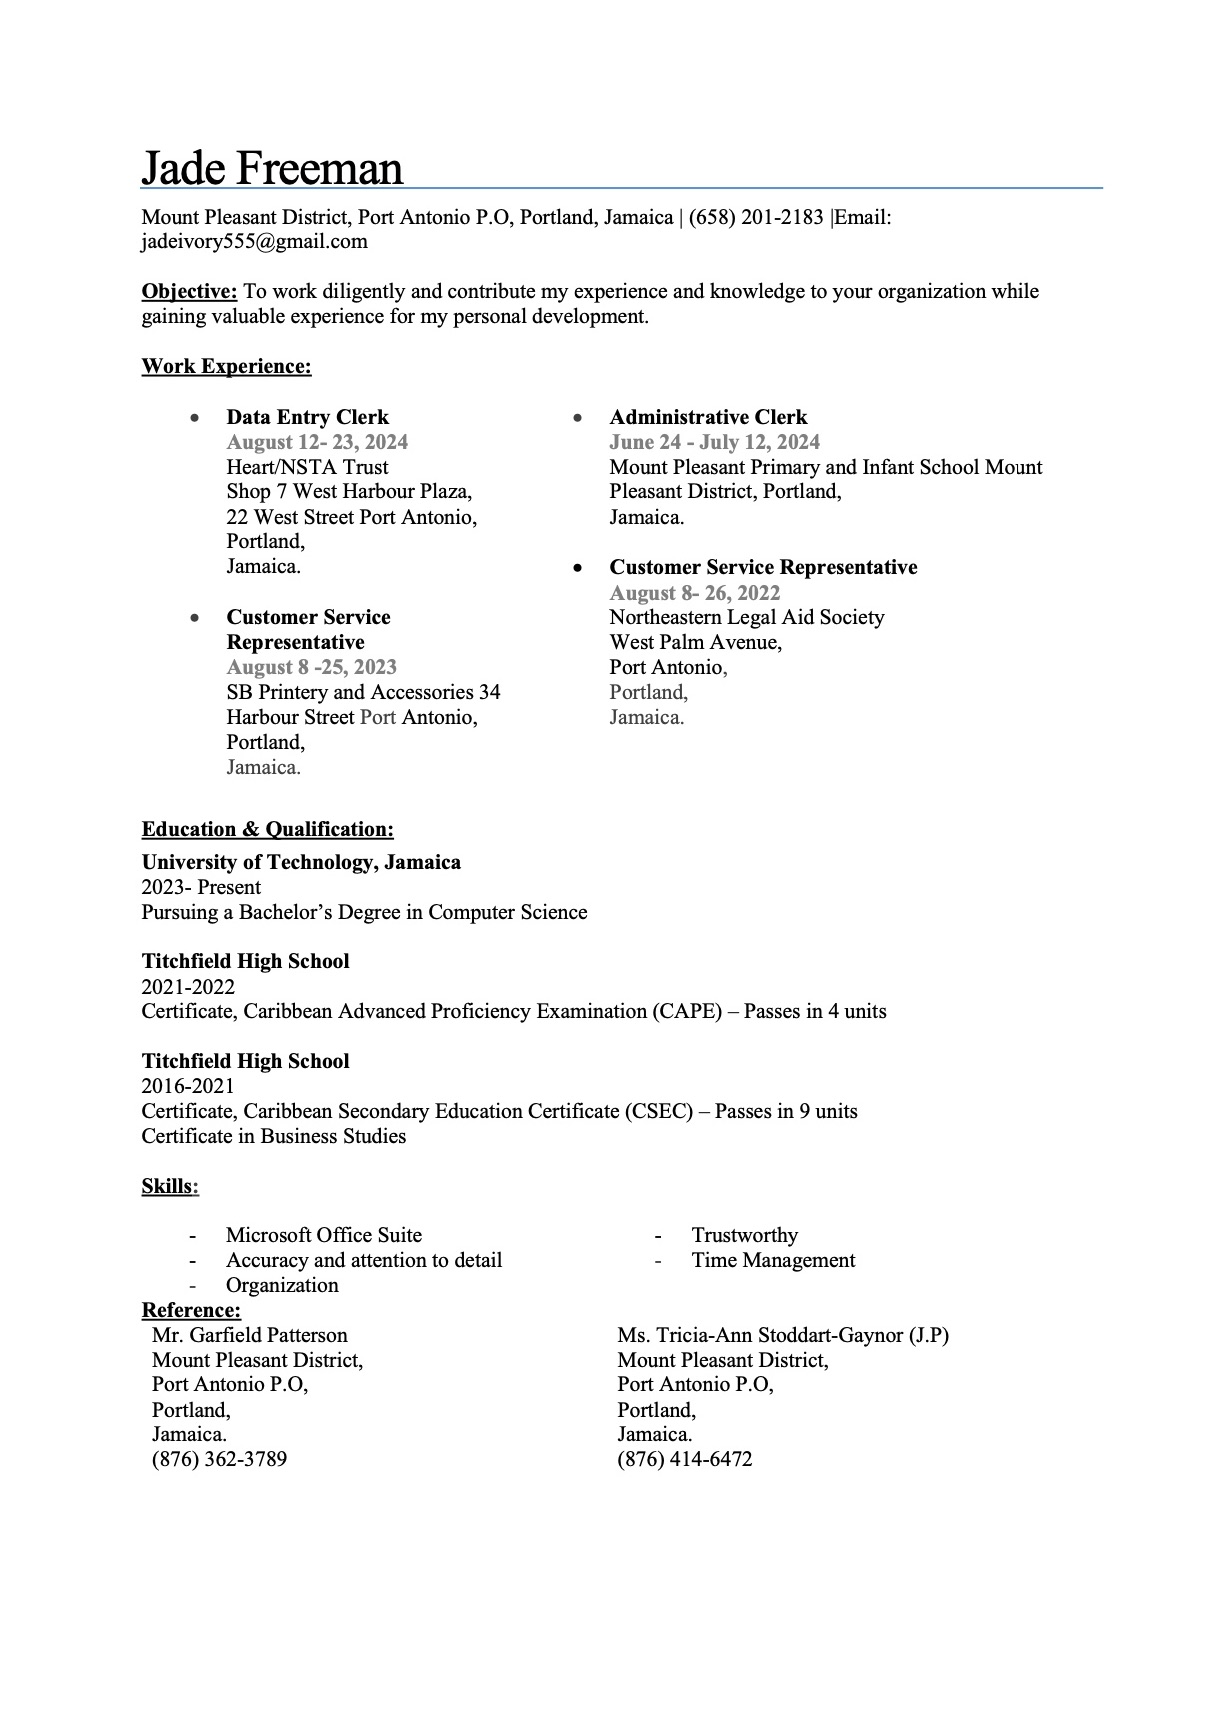 Jade Freeman
Mount Pleasant District, Port Antonio P.O, Portland, Jamaica | (658) 201-2183 |Email:
jadeivory555@gmail.com
Objective: To work diligently and contribute my experience and knowledge to your organization while
gaining valuable experience for my personal development.
Work Experience:
• Data Entry Clerk
August 12- 23, 2024
Heart/NSTA Trust
Shop 7 West Harbour Plaza,
22 West Street Port Antonio,
Portland,
Jamaica.
• Customer Service
Representative
August 8 -25, 2023
SB Printery and Accessories 34
Harbour Street Port Antonio,
Portland,
Jamaica.
• Administrative Clerk
June 24 - July 12, 2024
Mount Pleasant Primary and Infant School Mount
Pleasant District, Portland,
Jamaica.
• Customer Service Representative
August 8- 26, 2022
Northeastern Legal Aid Society
West Palm Avenue,
Port Antonio,
Portland,
Jamaica.
Education & Qualification:
University of Technology, Jamaica
2023- Present
Pursuing a Bachelor’s Degree in Computer Science
Titchfield High School
2021-2022
Certificate, Caribbean Advanced Proficiency Examination (CAPE) – Passes in 4 units
Titchfield High School
2016-2021
Certificate, Caribbean Secondary Education Certificate (CSEC) – Passes in 9 units
Certificate in Business Studies
Skills:
- Microsoft Office Suite
- Accuracy and attention to detail
- Organization
- Trustworthy
- Time Management
Reference:
Mr. Garfield Patterson
Mount Pleasant District,
Port Antonio P.O,
Portland,
Jamaica.
(876) 362-3789
Ms. Tricia-Ann Stoddart-Gaynor (J.P)
Mount Pleasant District,
Port Antonio P.O,
Portland,
Jamaica.
(876) 414-6472